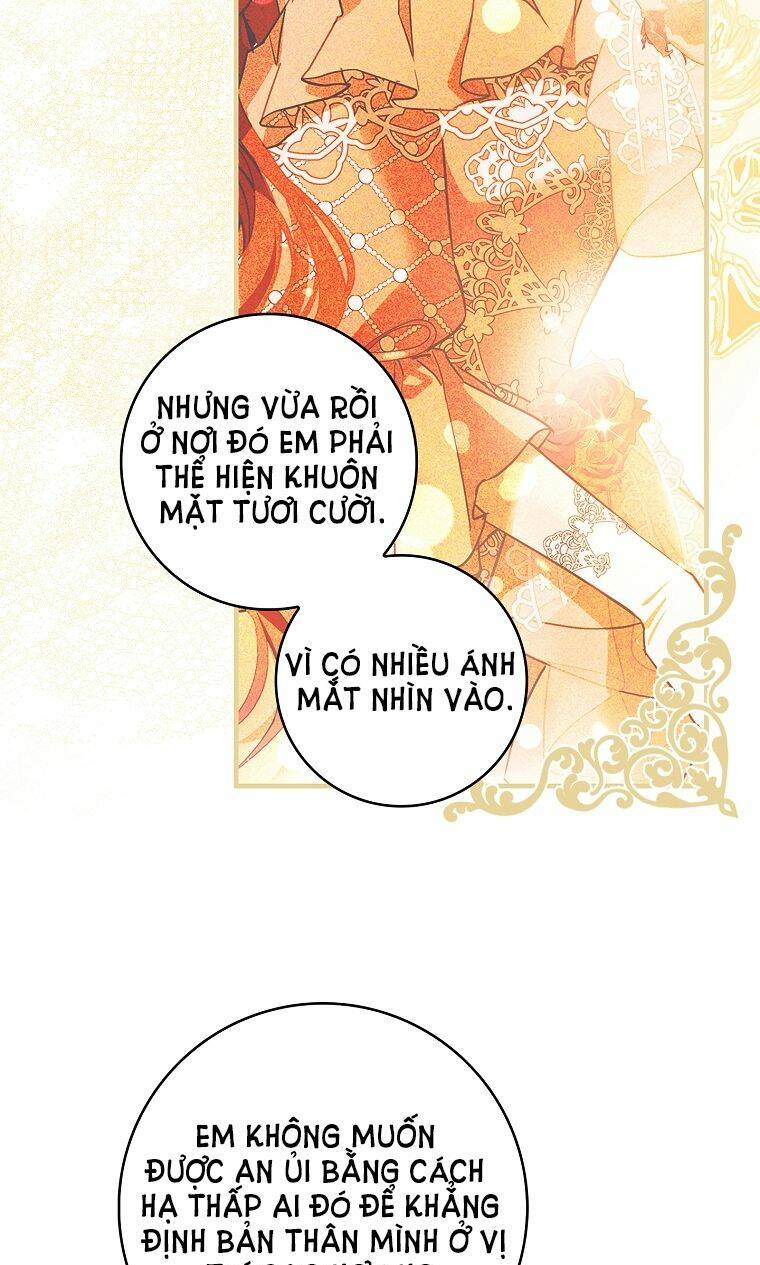 NHƯNG VỪA RỒI
Ở NƠI ĐÓ EM PHẢI
THỂ HIỆN KHUÔN
MẶT TƯƠI CƯỜI.
VÌ CÓ NHIỀU ÁNH
MẮT NHÌN VÀO.
EM KHÔNG MUỐN
ĐƯỢC AN ỦI BẰNG CÁCH
HẠ THẤP AI ĐÓ ĐỂ KHẲNG
ĐỊNH BẢN THÂN MÌNH Ở VỊ